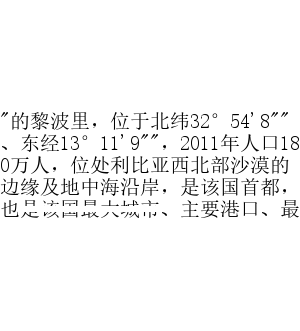 "的黎波里，位于北纬32°54'8""
、东经13°11'9""，2011年人口18
0万人，位处利比亚西北部沙漠的
边缘及地中海沿岸，是该国首都，
也是该国最大城市、主要港口、最